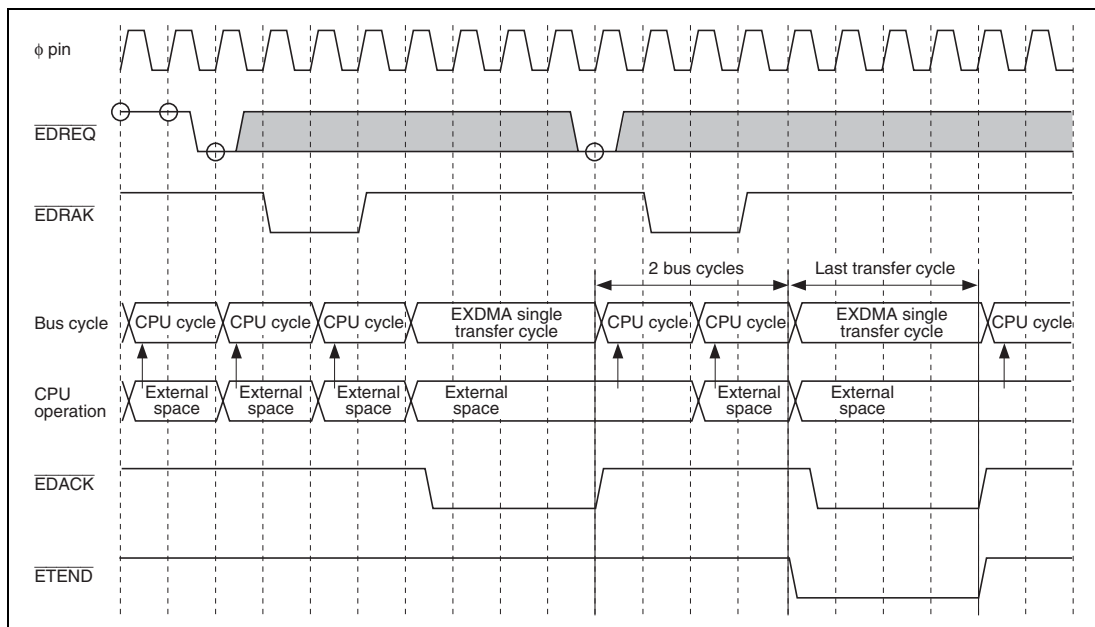 ϕ pin
EDREQ
EDRAK
2 bus cycles
Last transfer cycle
Bus cycle
CPU cycle
CPU cycle
CPU cycle
EXDMA single
transfer cycle
CPU cycle
CPU cycle
EXDMA single
transfer cycle
CPU cycle
CPU
operation
External
space
External
space
External
space
External
space
External
space
External
space
EDACK
ETEND